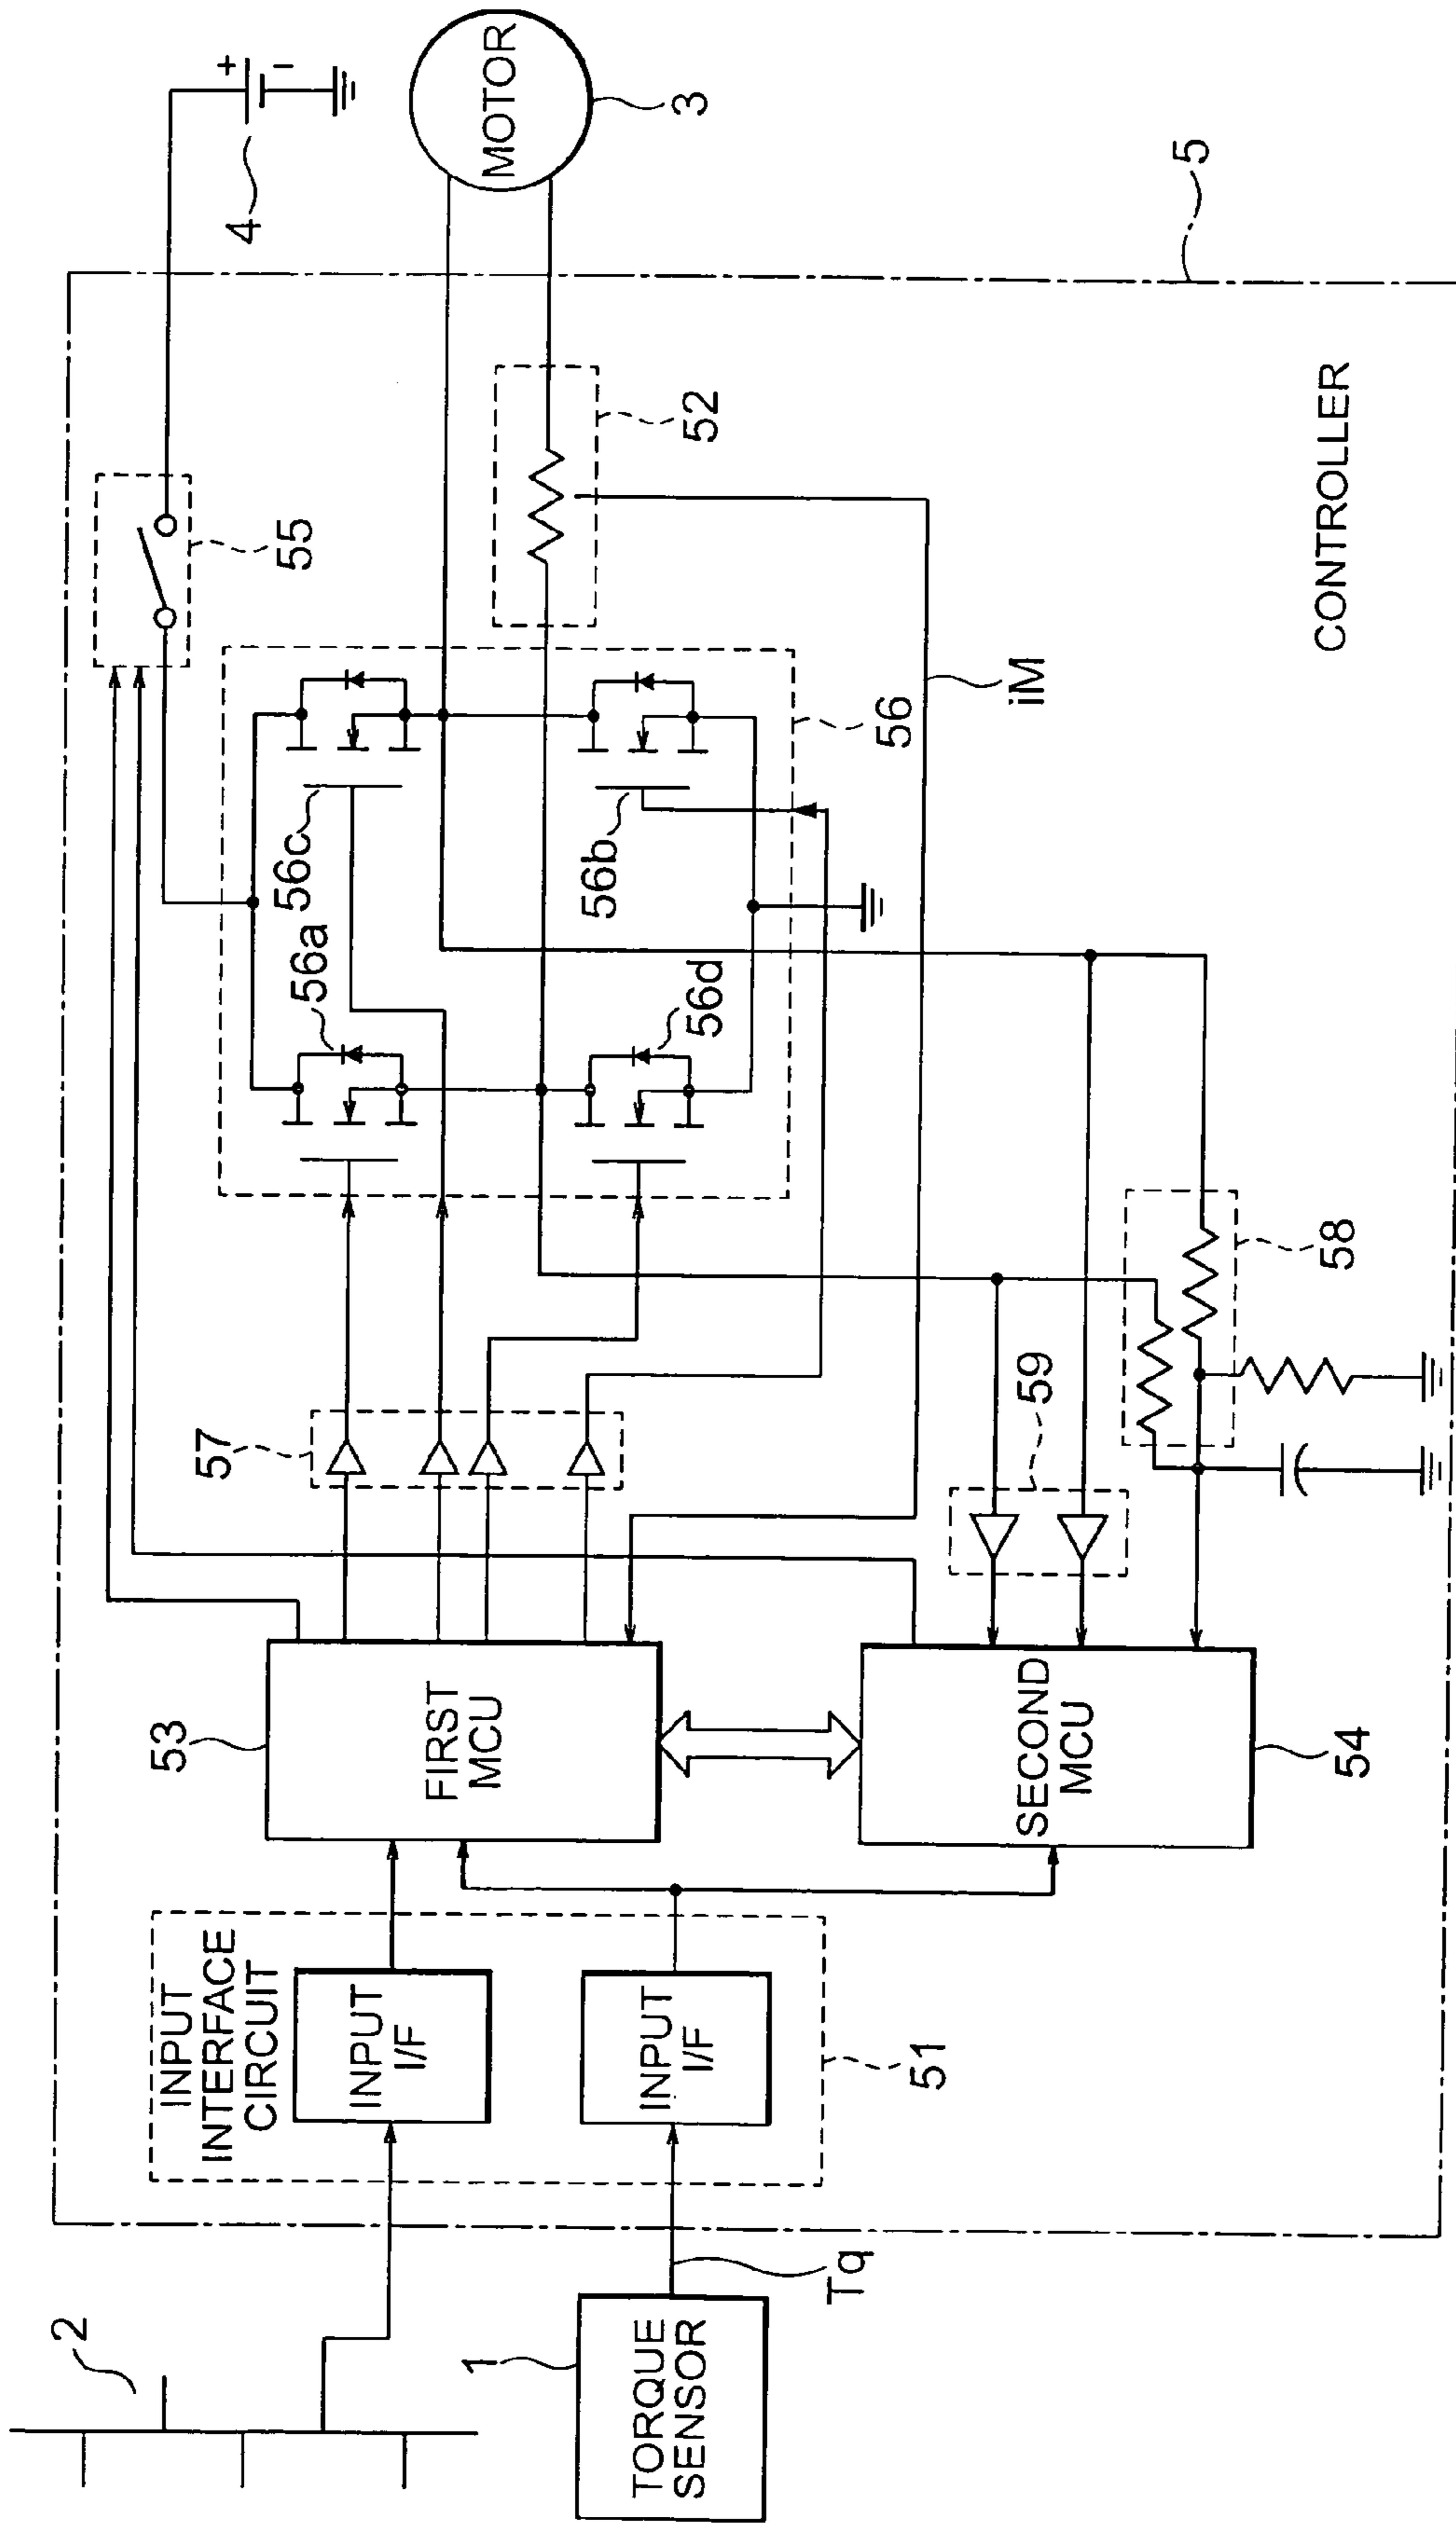 2
1
TORQUE
SENSOR
Tq
INPUT
INTERFACE
CIRCUIT
INPUT
I/F
INPUT
I/F
51
53
FIRST
MCU
SECOND
MCU
54
57
59
58
56a
56c
56d
56b
56
55
52
iM
CONTROLLER
5
4
+
−
MOTOR
3